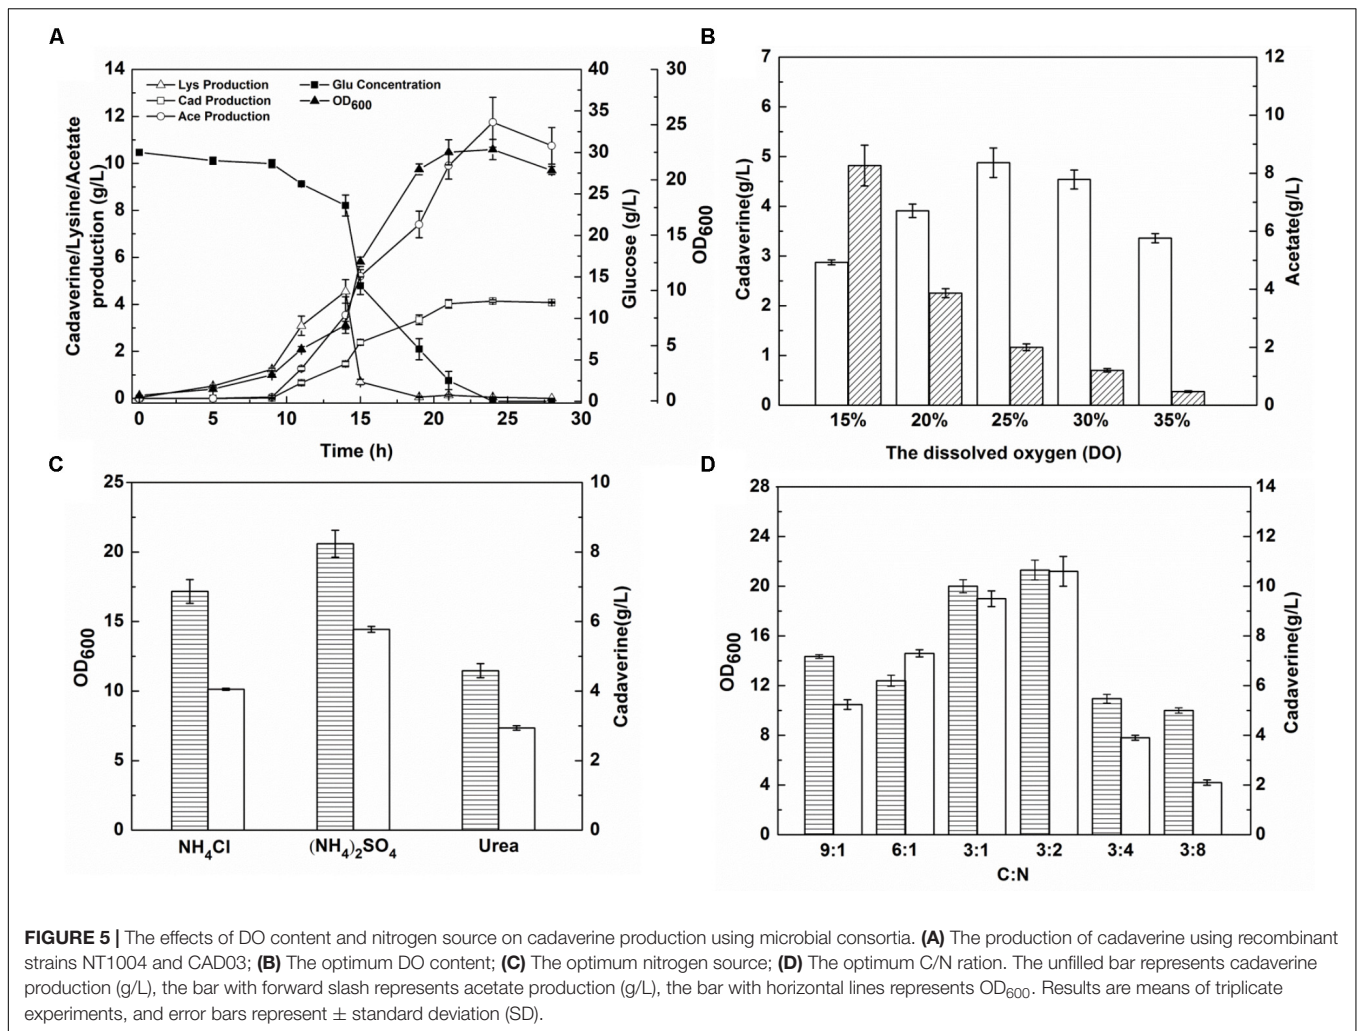 A
14
12
10
8
6
4
2
0
Cadaverine/Lysine/Acetate
production (g/L)
Lys Production
Cad Production
Ace Production
Glu Concentration
OD600
0 5 10 15 20 25 30
Time (h)
40
35
30
25
20
15
10
5
0
Glucose (g/L)
30
25
20
15
10
5
0
OD600
B
7
6
5
4
3
2
1
0
Cadaverine(g/L)
12
10
8
6
4
2
0
Acetate(g/L)
15% 20% 25% 30% 35%
The dissolved oxygen (DO)
C
25
20
15
10
5
0
OD600
10
8
6
4
2
0
Cadaverine(g/L)
NH4Cl (NH4)2SO4 Urea
D
28
24
20
16
12
8
4
0
OD600
14
12
10
8
6
4
2
0
Cadaverine(g/L)
9:1 6:1 3:1 3:2 3:4 3:8
C:N
FIGURE 5 | The effects of DO content and nitrogen source on cadaverine production using microbial consortia. (A) The production of cadaverine using recombinant
strains NT1004 and CAD03; (B) The optimum DO content; (C) The optimum nitrogen source; (D) The optimum C/N ration. The unfilled bar represents cadaverine
production (g/L), the bar with forward slash represents acetate production (g/L), the bar with horizontal lines represents OD600. Results are means of triplicate
experiments, and error bars represent ± standard deviation (SD).